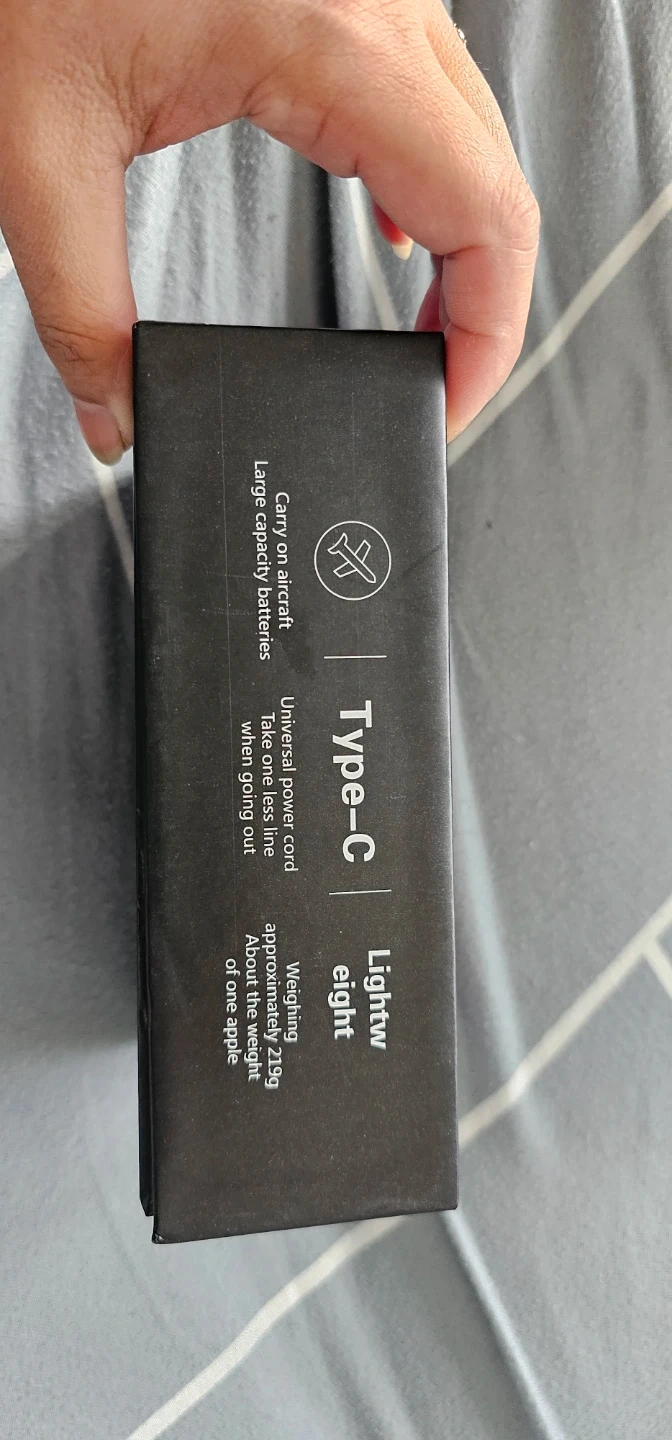 Carry on aircraft
Large capacity batteries
Type-C
Universal power cord
Take one less line
when going out
Lightw
eight
Weighing
approximately 219g
About the weight
of one apple